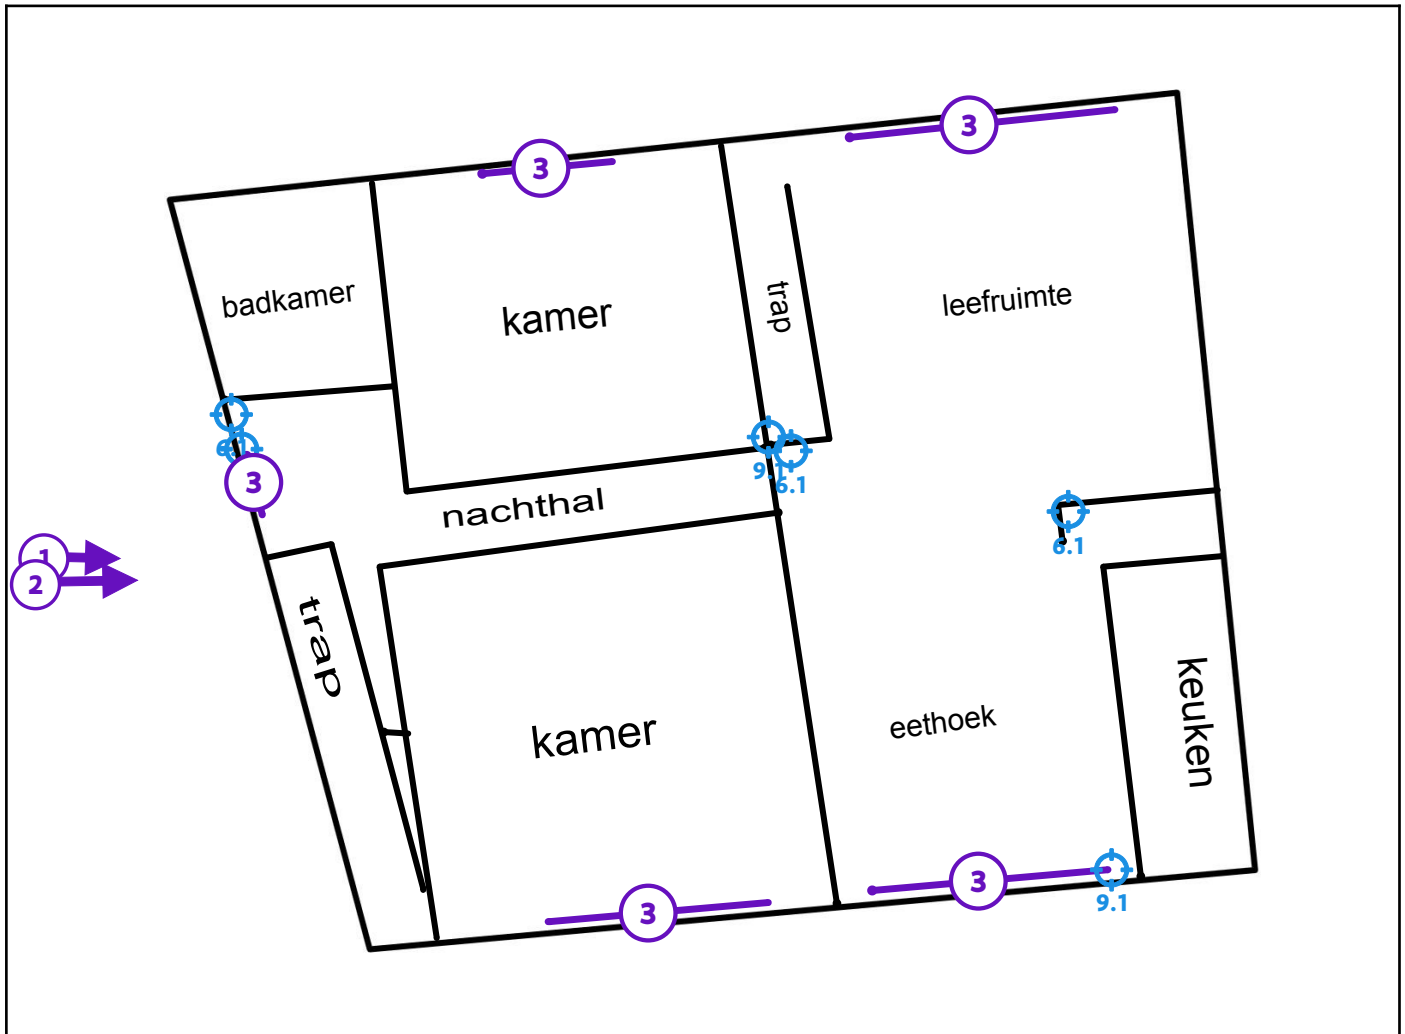 3
3
badkamer
kamer
trap
leefruimte
3
9.1
6.1
nachthal
6.1
1
2
trap
kamer
eethoek
keuken
3
3
9.1